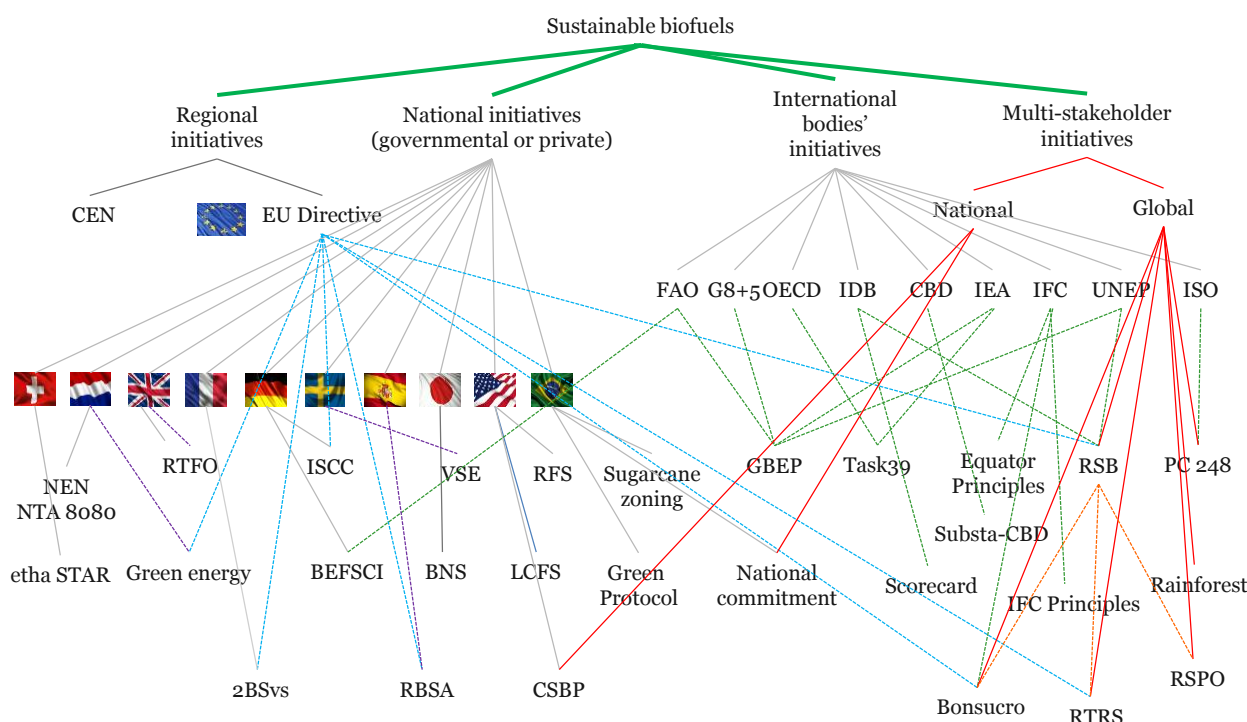 Sustainable biofuels
Regional
initiatives
National initiatives
(governmental or private)
International
bodies’
initiatives
Multi-stakeholder
initiatives
CEN
EU Directive
National
Global
FAO
G8+5
OECD
IDB
CBD
IEA
IFC
UNEP
ISO
NEN
NTA 8080
RTFO
ISCC
VSE
RFS
Sugarcane
zoning
GBEP
Task39
Equator
Principles
RSB
PC 248
Substa-CBD
etha STAR
Green energy
BEFSCI
BNS
LCFS
Green
Protocol
National
commitment
Scorecard
IFC Principles
Rainforest
2BSvs
RBSA
CSBP
Bonsucro
RTRS
RSPO